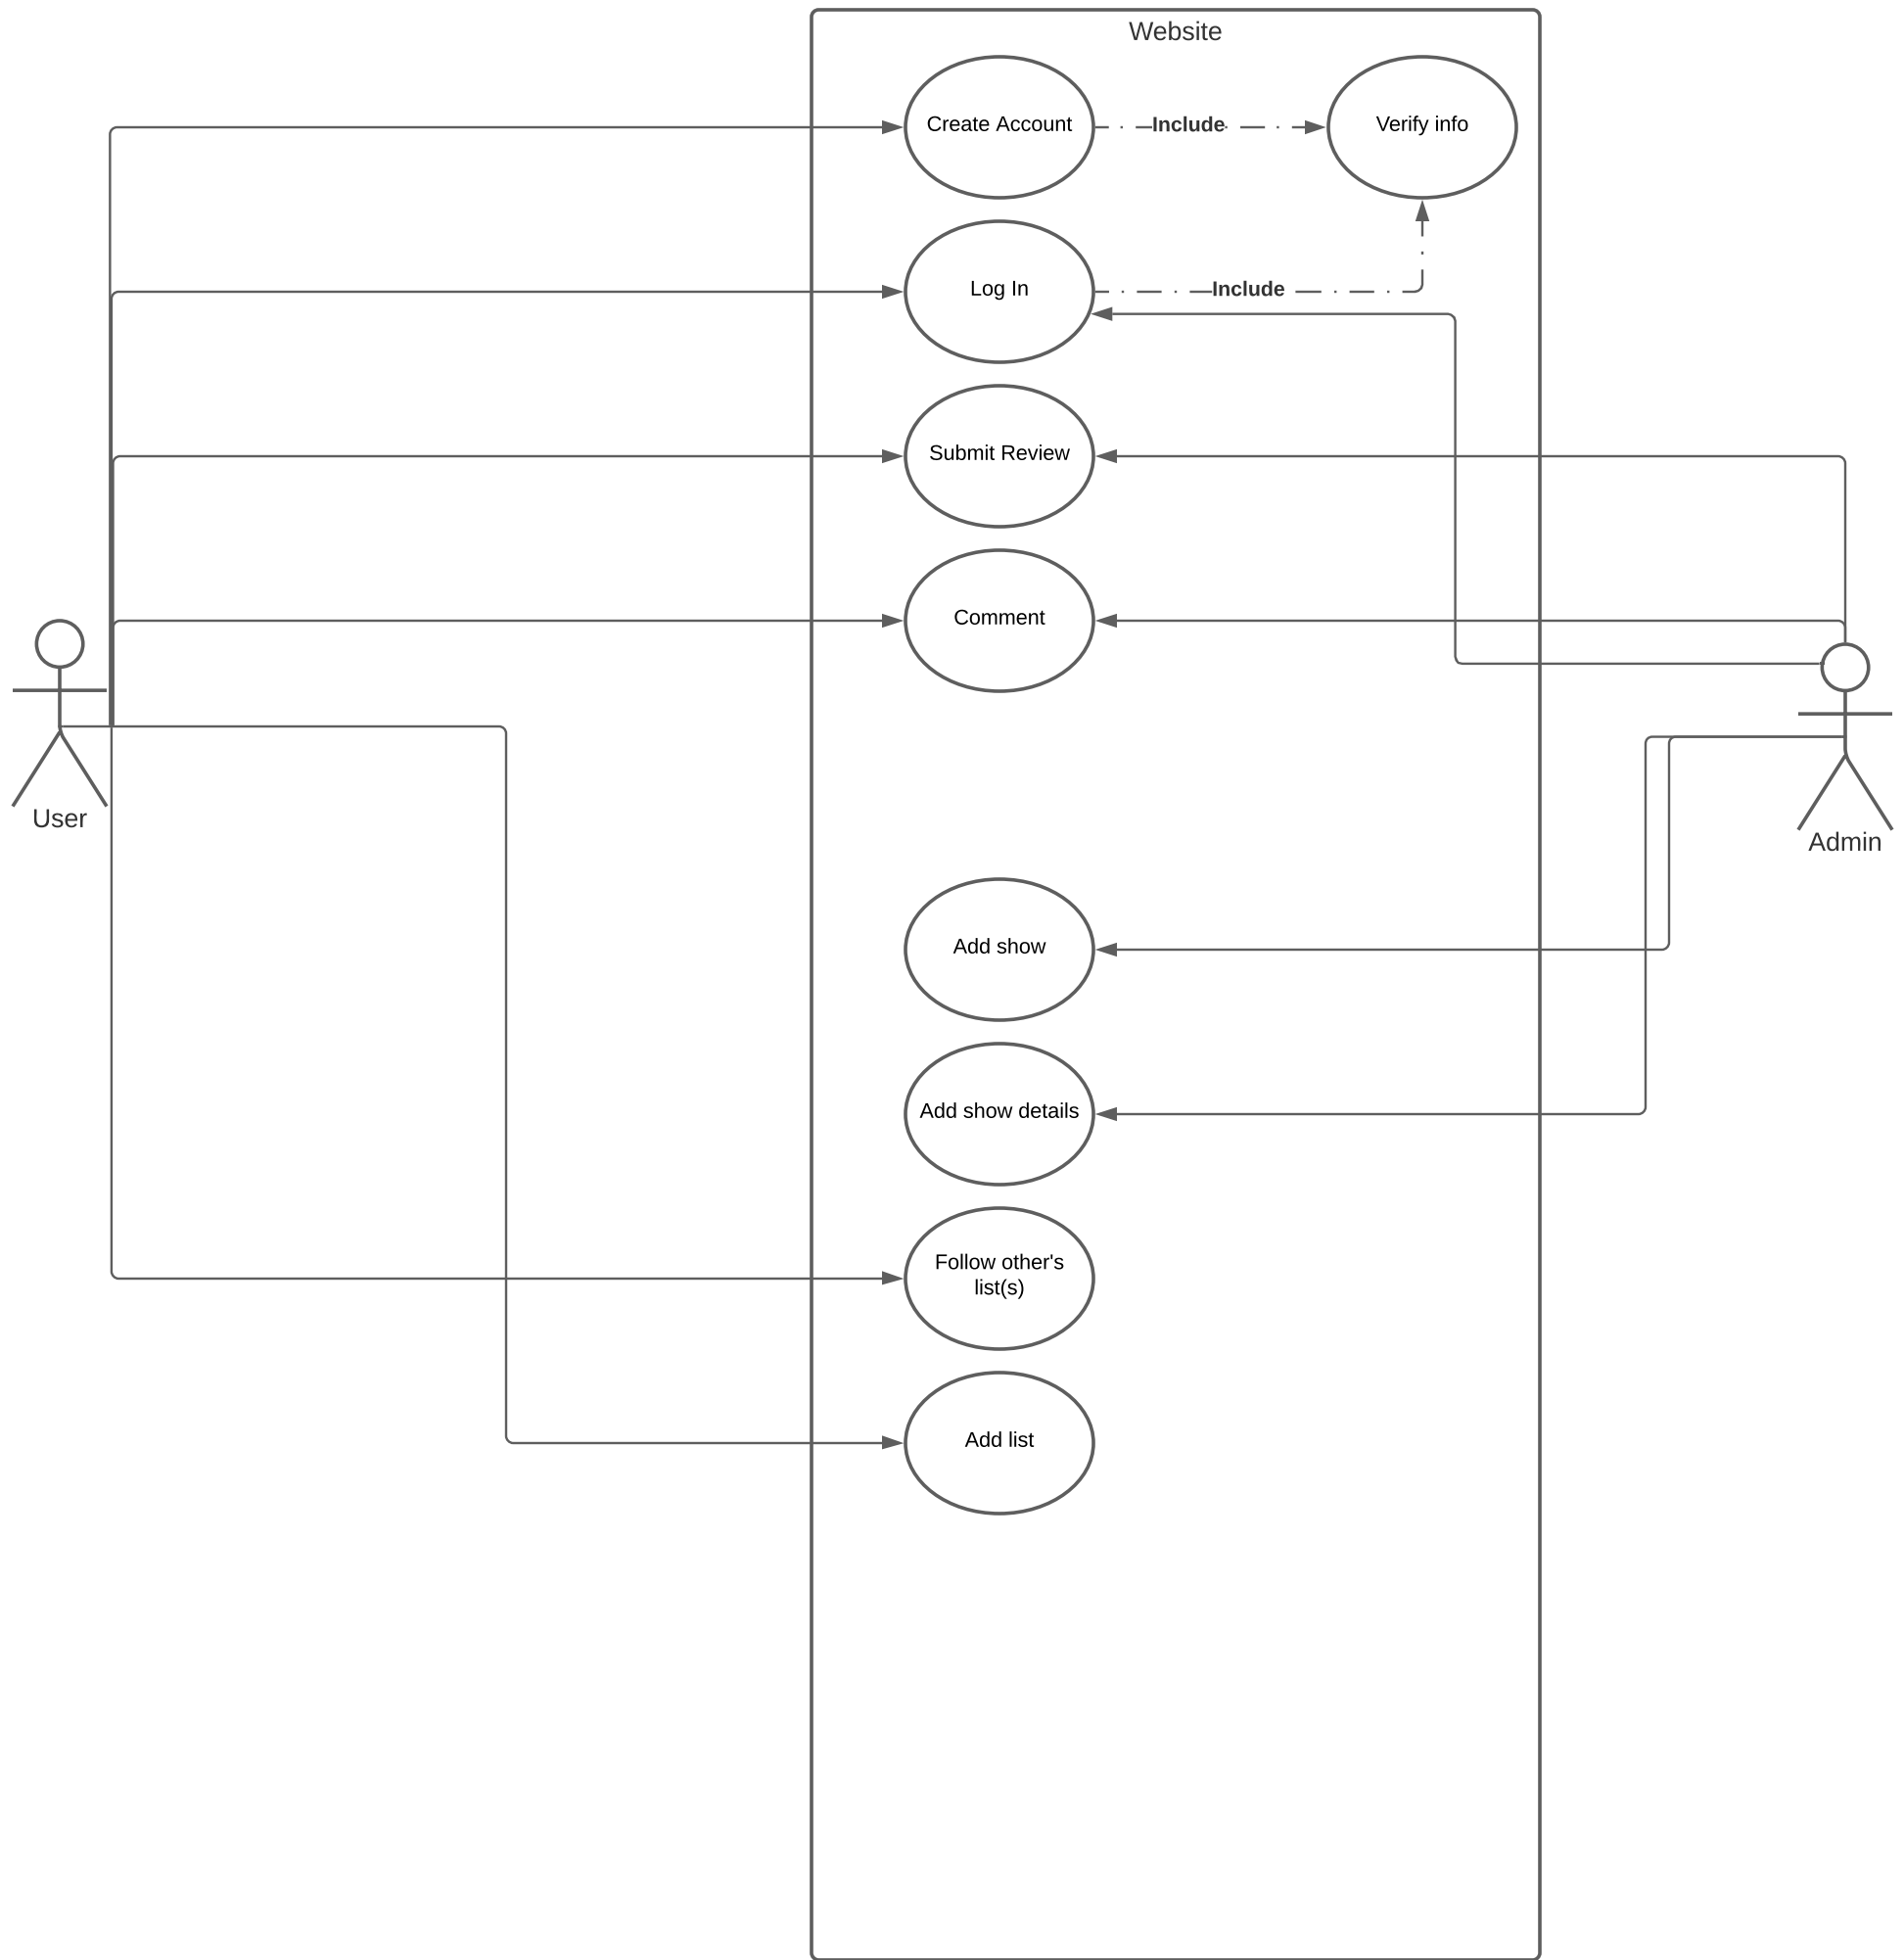 Website
Create Account
Include
Verify info
Log In
Include
Submit Review
Comment
User
Admin
Add show
Add show details
Follow other's
list(s)
Add list